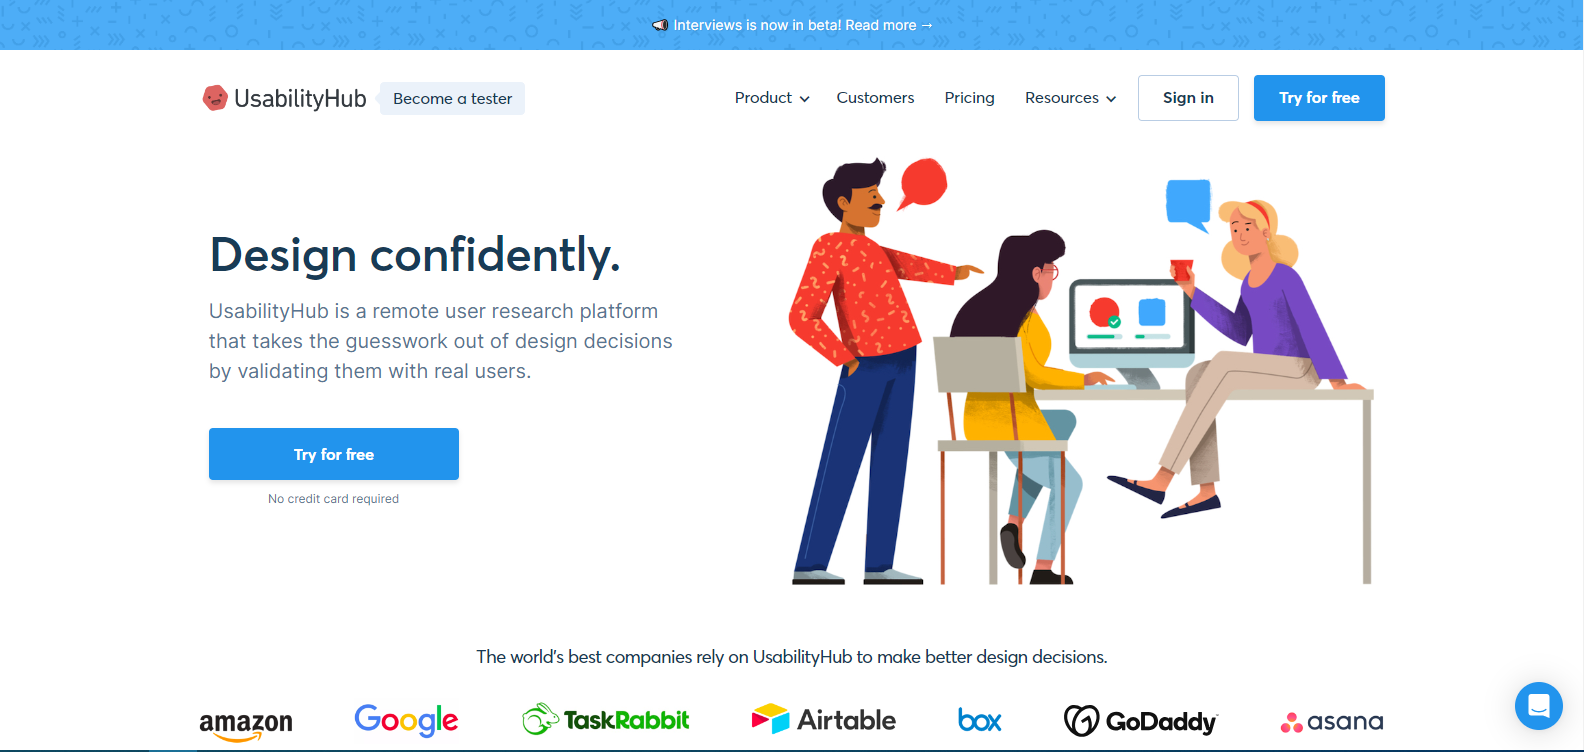 Interviews is now in beta! Read more →
UsabilityHub
Become a tester
Product
Customers
Pricing
Resources
Sign in
Try for free
Design confidently.
UsabilityHub is a remote user research platform
that takes the guesswork out of design decisions
by validating them with real users.
Try for free
No credit card required
The world's best companies rely on UsabilityHub to make better design decisions.
amazon
Google
TaskRabbit
Airtable
box
GoDaddy
asana